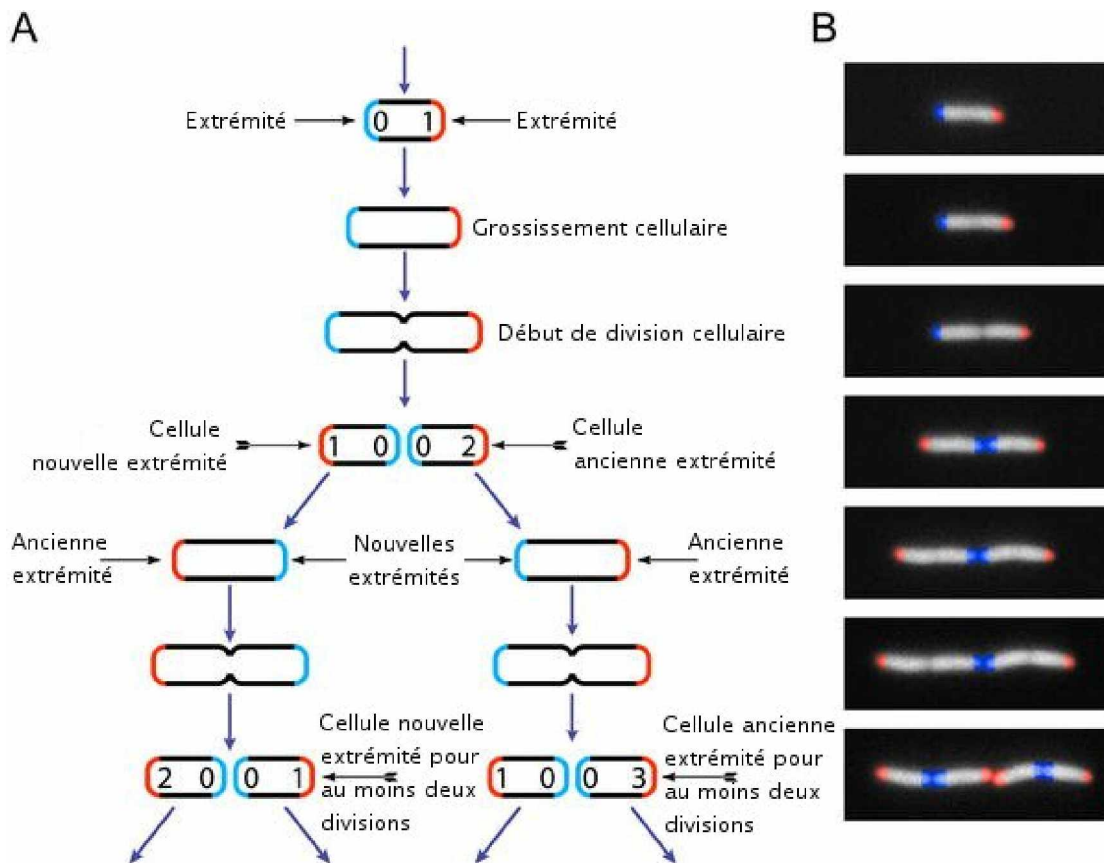 A
B
Extrémité
0 1
Extrémité
Grossissement cellulaire
Début de division cellulaire
Cellule
nouvelle extrémité
1 0
0 2
Cellule
ancienne extrémité
Ancienne
extrémité
Nouvelles
extrémités
Ancienne
extrémité
2 0
0 1
Cellule nouvelle
extrémité pour
au moins deux
divisions
1 0
0 3
Cellule ancienne
extrémité pour
au moins deux
divisions